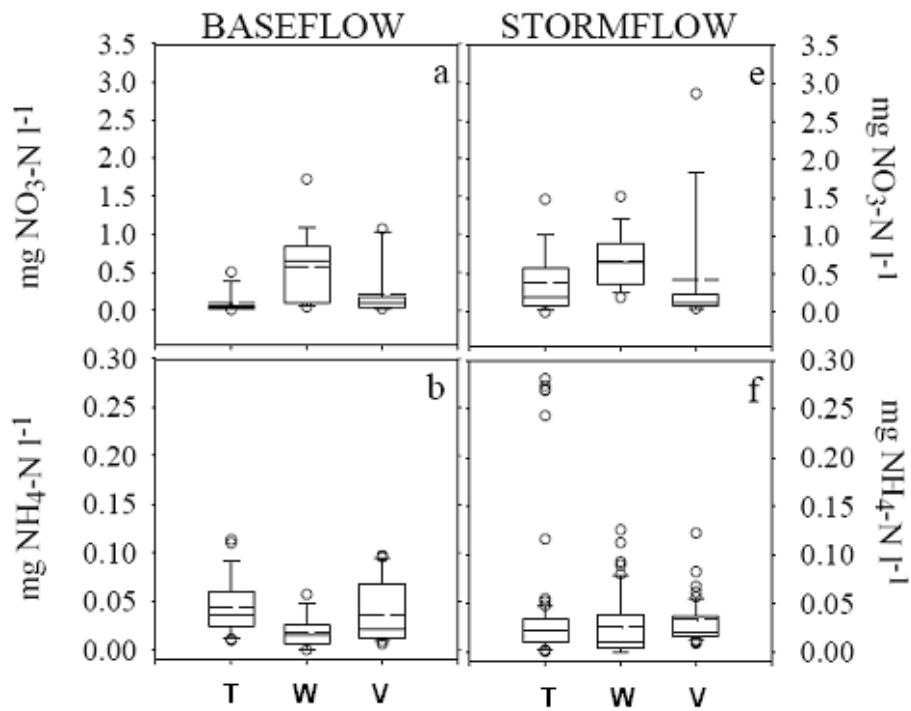 BASEFLOW STORMFLOW
3.5 a e 3.5
3.0 3.0
2.5 2.5
2.0 2.0
1.5 1.5
1.0 1.0
0.5 0.5
0.0 0.0
mg NO3-N l-1
mg NO3-N l-1
0.30 b f 0.30
0.25 0.25
0.20 0.20
0.15 0.15
0.10 0.10
0.05 0.05
0.00 0.00
mg NH4-N l-1
mg NH4-N l-1
T W V T W V